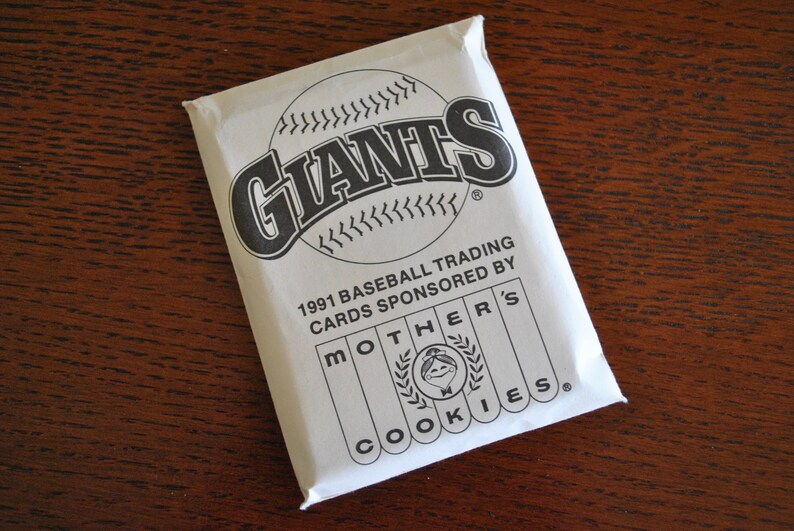 GIANTS®
1991 BASEBALL TRADING
CARDS SPONSORED BY
MOTHER'S
COOKIES®